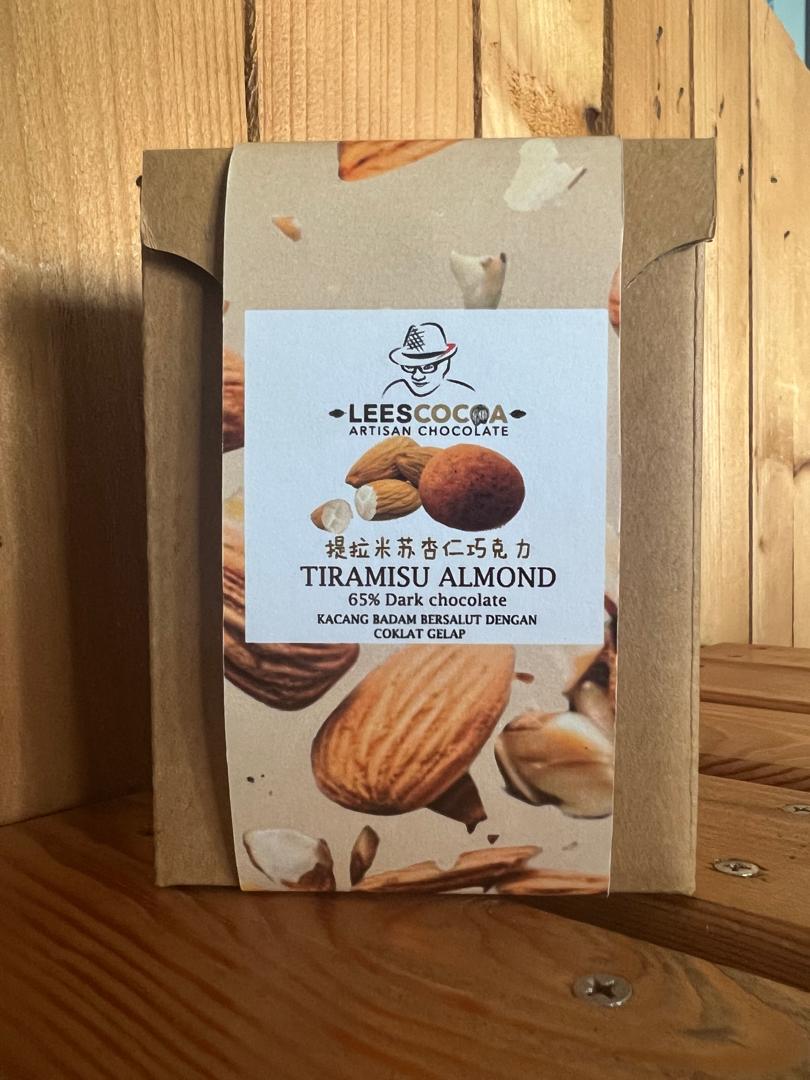 LEESCOCOA
ARTISAN CHOCOLATE
提拉米苏杏仁巧克力
TIRAMISU ALMOND
65% Dark chocolate
KACANG BADAM BERSALUT DENGAN
COKLAT GELAP